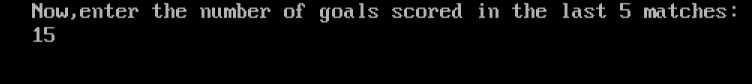 Now,enter the number of goals scored in the last 5 matches:
15